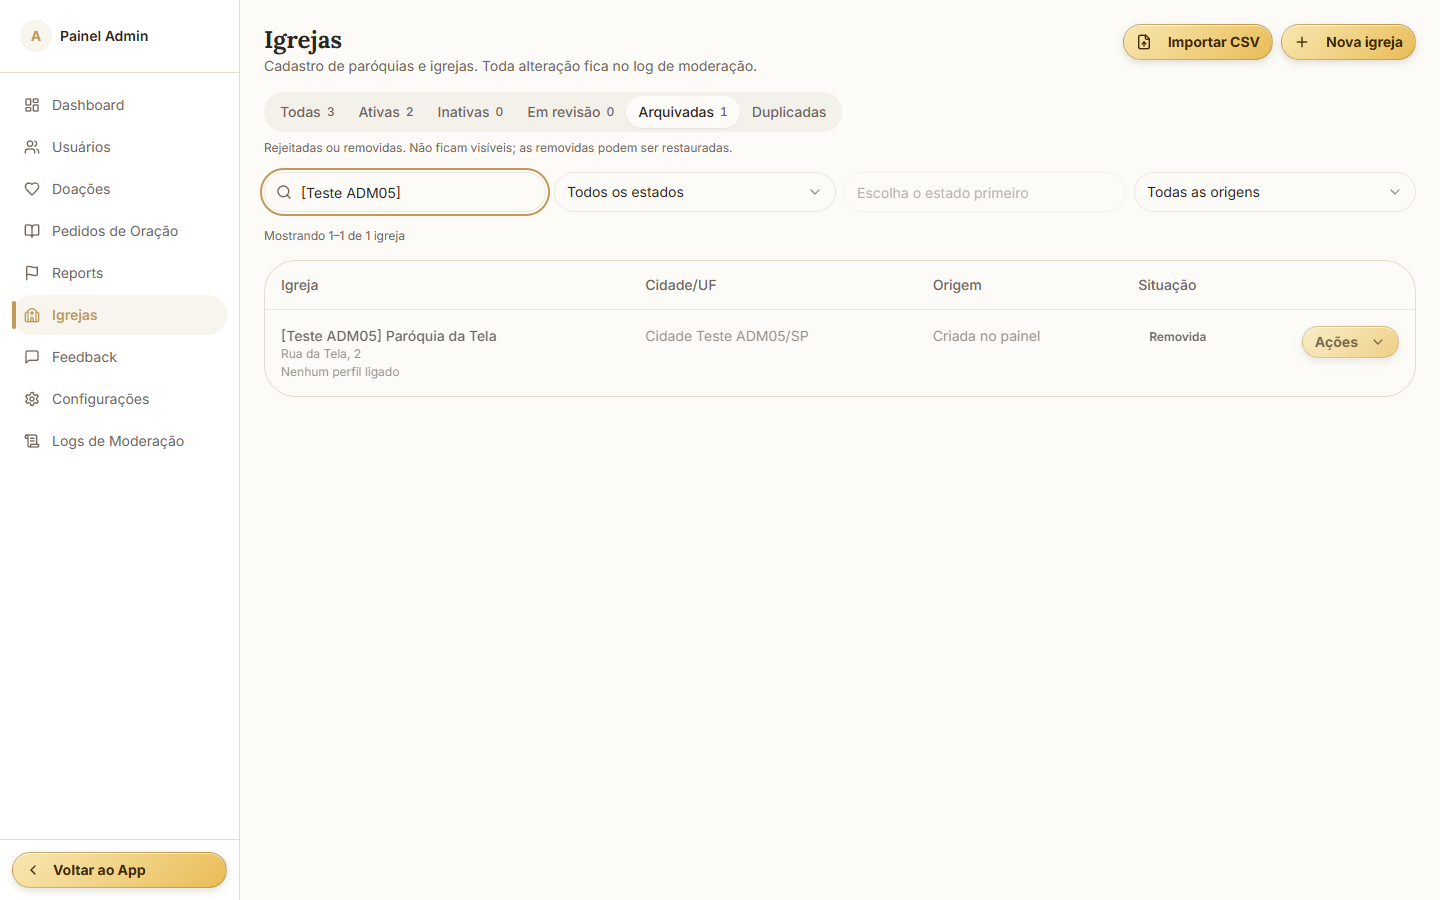 A Painel Admin
Dashboard
Usuários
Doações
Pedidos de Oração
Reports
Igrejas
Feedback
Configurações
Logs de Moderação
Voltar ao App
Igrejas
Cadastro de paróquias e igrejas. Toda alteração fica no log de moderação.
Importar CSV
Nova igreja
Todas 3 Ativas 2 Inativas 0 Em revisão 0 Arquivadas 1 Duplicadas
Rejeitadas ou removidas. Não ficam visíveis; as removidas podem ser restauradas.
[Teste ADM05] Todos os estados Escolha o estado primeiro Todas as origens
Mostrando 1–1 de 1 igreja
Igreja Cidade/UF Origem Situação
[Teste ADM05] Paróquia da Tela Cidade Teste ADM05/SP Criada no painel Removida Ações
Rua da Tela, 2
Nenhum perfil ligado